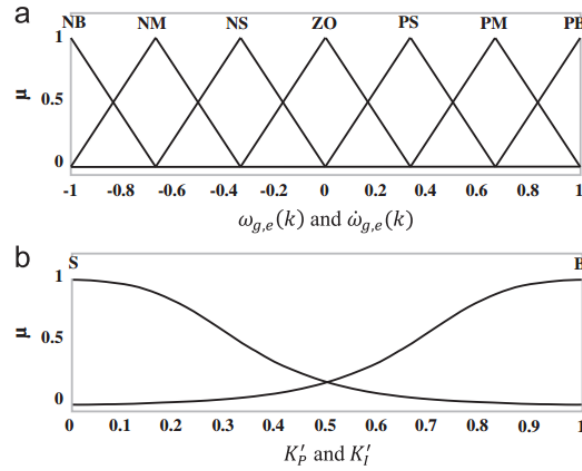 a
NB NM NS ZO PS PM PB
1
μ
0.5
0
-1 -0.8 -0.6 -0.4 -0.2 0 0.2 0.4 0.6 0.8 1
ω_{g,e}(k) and ω̇_{g,e}(k)
b
S B
1
μ
0.5
0
0 0.1 0.2 0.3 0.4 0.5 0.6 0.7 0.8 0.9 1
K′_P and K′_I